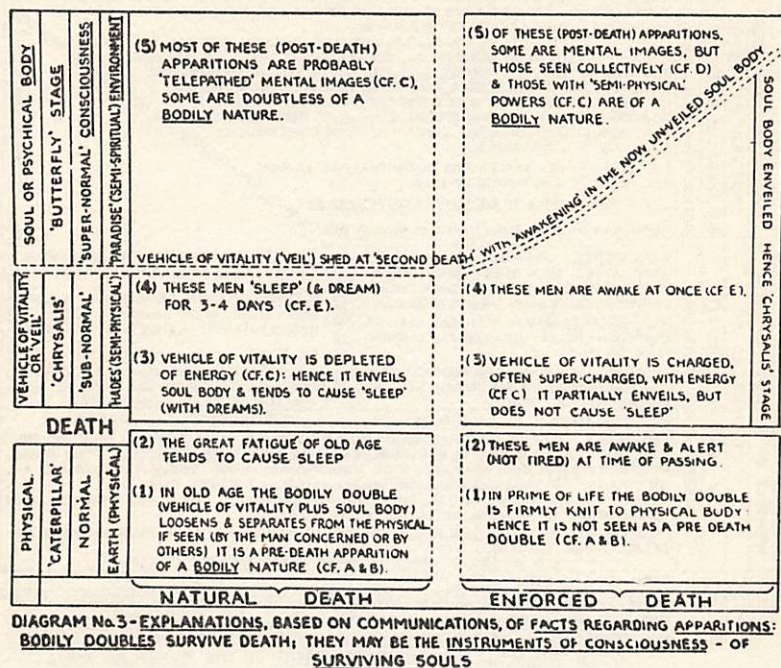 SOUL OR PSYCHICAL BODY
'BUTTERFLY' STAGE
'SUPER-NORMAL' CONSCIOUSNESS
'PARADISE' (SEMI-SPIRITUAL) ENVIRONMENT
(5) MOST OF THESE (POST-DEATH)
APPARITIONS ARE PROBABLY
'TELEPATHED' MENTAL IMAGES (CF. C),
SOME ARE DOUBTLESS OF A
BODILY NATURE.
(5) OF THESE (POST-DEATH) APPARITIONS,
SOME ARE MENTAL IMAGES, BUT
THOSE SEEN COLLECTIVELY (CF. D)
& THOSE WITH 'SEMI-PHYSICAL'
POWERS (CF. C) ARE OF A
BODILY NATURE.
VEHICLE OF VITALITY ('VEIL') SHED AT 'SECOND DEATH' WITH 'AWAKENING' IN THE NOW UN-VEILED SOUL BODY
SOUL BODY ENVEILED HENCE 'CHRYSALIS' STAGE
VEHICLE OF VITALITY
OR 'VEIL'
'CHRYSALIS'
'SUB-NORMAL'
'HADES' (SEMI-PHYSICAL)
(4) THESE MEN 'SLEEP' (& DREAM)
FOR 3-4 DAYS (CF. E).
(3) VEHICLE OF VITALITY IS DEPLETED
OF ENERGY (CF. C): HENCE IT ENVEILS
SOUL BODY & TENDS TO CAUSE 'SLEEP'
(WITH DREAMS).
(4) THESE MEN ARE AWAKE AT ONCE (CF E).
(3) VEHICLE OF VITALITY IS CHARGED,
OFTEN SUPER-CHARGED, WITH ENERGY
(CF C) IT PARTIALLY ENVEILS, BUT
DOES NOT CAUSE 'SLEEP'
DEATH
PHYSICAL
'CATERPILLAR'
NORMAL
EARTH (PHYSICAL)
(2) THE GREAT FATIGUE OF OLD AGE
TENDS TO CAUSE SLEEP
(1) IN OLD AGE THE BODILY DOUBLE
(VEHICLE OF VITALITY PLUS SOUL BODY)
LOOSENS & SEPARATES FROM THE PHYSICAL
IF SEEN (BY THE MAN CONCERNED OR BY
OTHERS) IT IS A PRE-DEATH APPARITION
OF A BODILY NATURE (CF. A & B).
(2) THESE MEN ARE AWAKE & ALERT
(NOT TIRED) AT TIME OF PASSING.
(1) IN PRIME OF LIFE THE BODILY DOUBLE
IS FIRMLY KNIT TO PHYSICAL BODY:
HENCE IT IS NOT SEEN AS A PRE DEATH
DOUBLE (CF. A & B).
NATURAL DEATH
ENFORCED DEATH
DIAGRAM No.3 - EXPLANATIONS, BASED ON COMMUNICATIONS, OF FACTS REGARDING APPARITIONS:
BODILY DOUBLES SURVIVE DEATH; THEY MAY BE THE INSTRUMENTS OF CONSCIOUSNESS - OF
SURVIVING SOULS